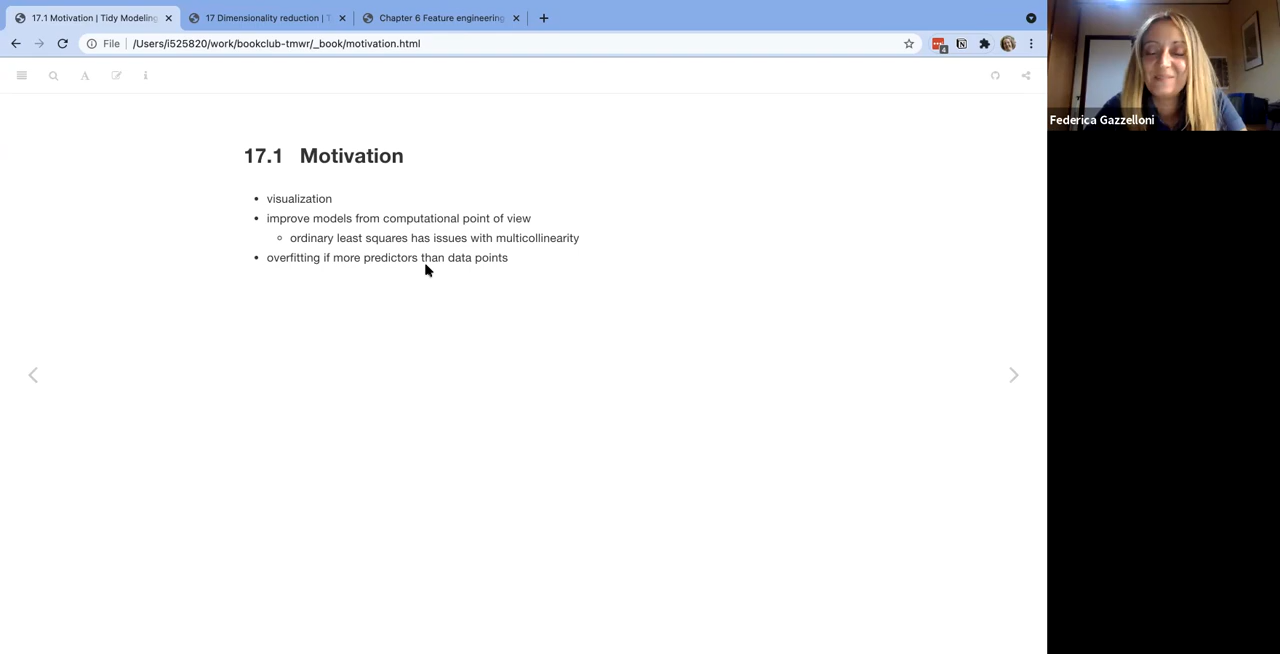 17.1 Motivation | Tidy Modeling
17 Dimensionality reduction | T
Chapter 6 Feature engineering
File
/Users/i525820/work/bookclub-tmwr/_book/motivation.html
4
A
Federica Gazzelloni
17.1 Motivation
• visualization
• improve models from computational point of view
◦ ordinary least squares has issues with multicollinearity
• overfitting if more predictors than data points